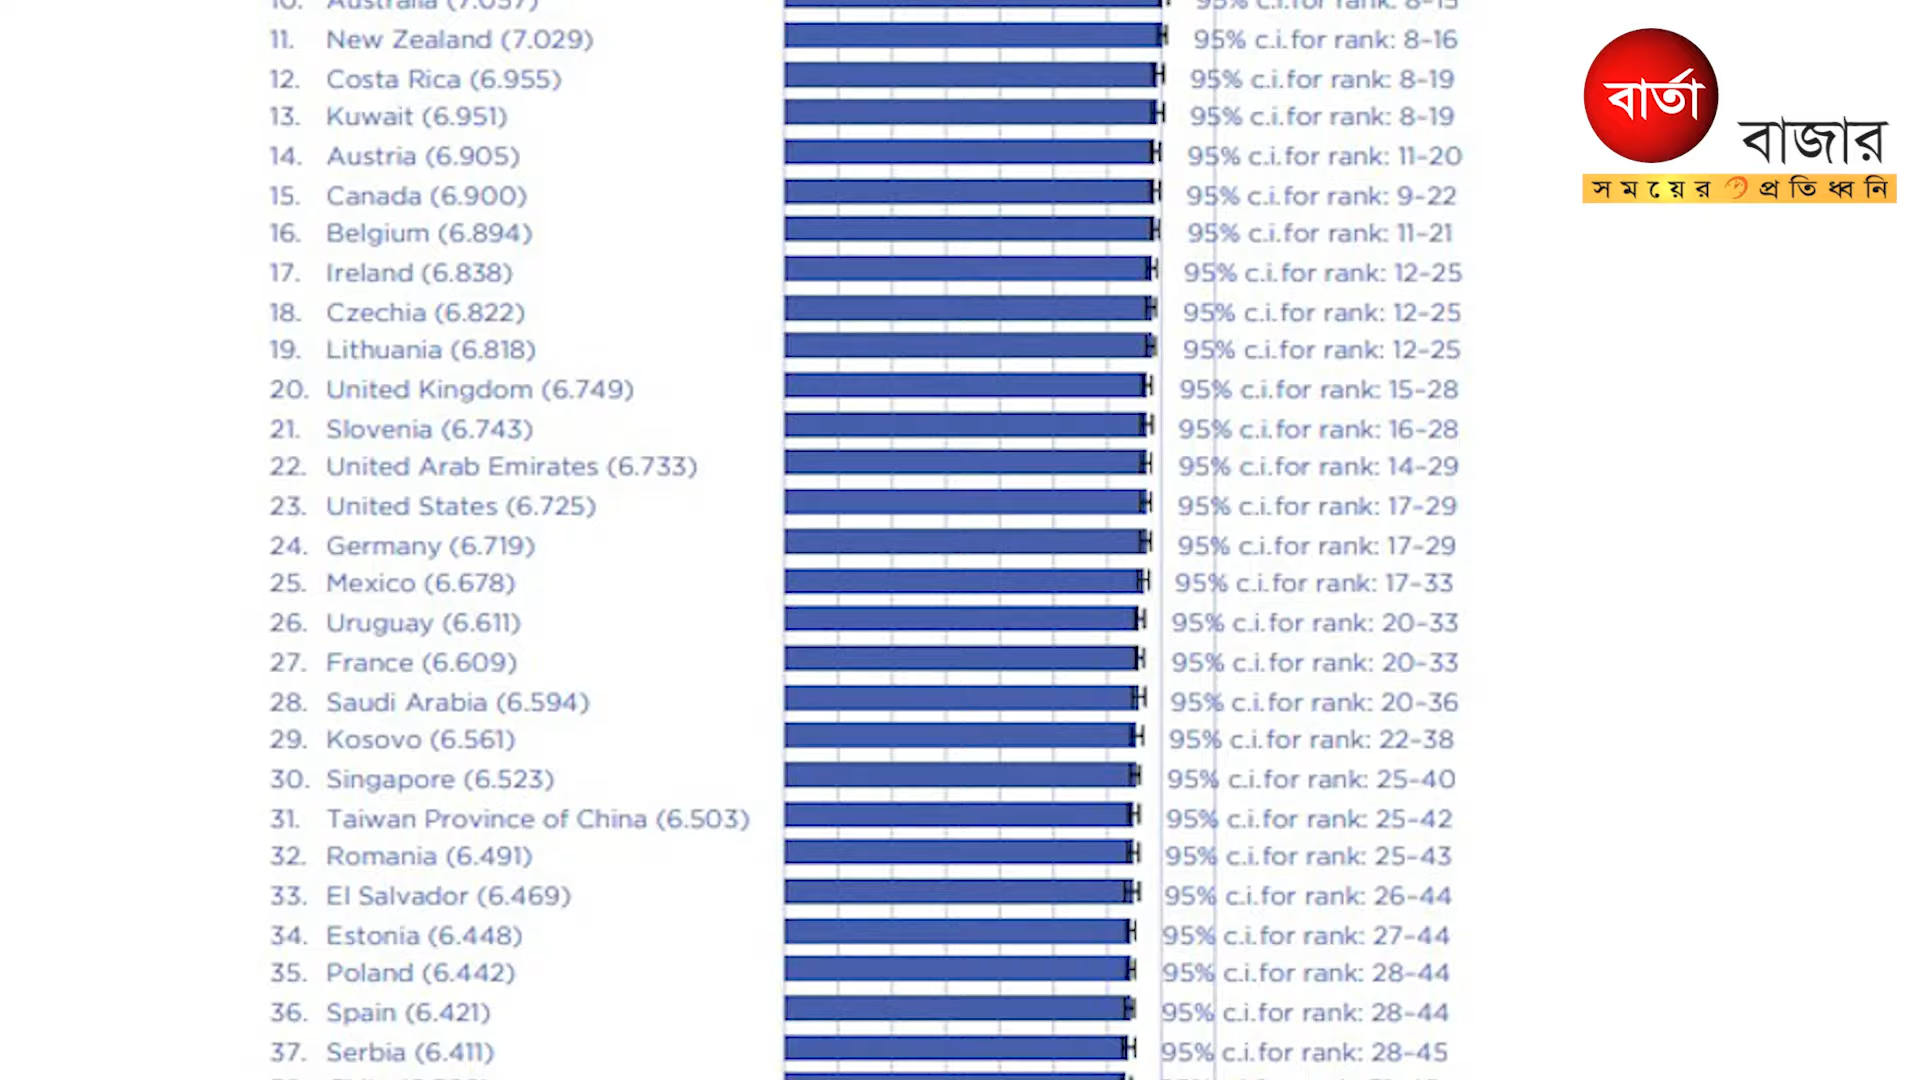 10. Australia (7.057) 95% c.i.for rank: 8-15
11. New Zealand (7.029) 95% c.i.for rank: 8-16
12. Costa Rica (6.955) 95% c.i.for rank: 8-19
13. Kuwait (6.951) 95% c.i.for rank: 8-19
14. Austria (6.905) 95% c.i.for rank: 11-20
15. Canada (6.900) 95% c.i.for rank: 9-22
16. Belgium (6.894) 95% c.i.for rank: 11-21
17. Ireland (6.838) 95% c.i.for rank: 12-25
18. Czechia (6.822) 95% c.i.for rank: 12-25
19. Lithuania (6.818) 95% c.i.for rank: 12-25
20. United Kingdom (6.749) 95% c.i.for rank: 15-28
21. Slovenia (6.743) 95% c.i.for rank: 16-28
22. United Arab Emirates (6.733) 95% c.i.for rank: 14-29
23. United States (6.725) 95% c.i.for rank: 17-29
24. Germany (6.719) 95% c.i.for rank: 17-29
25. Mexico (6.678) 95% c.i.for rank: 17-33
26. Uruguay (6.611) 95% c.i.for rank: 20-33
27. France (6.609) 95% c.i.for rank: 20-33
28. Saudi Arabia (6.594) 95% c.i.for rank: 20-36
29. Kosovo (6.561) 95% c.i.for rank: 22-38
30. Singapore (6.523) 95% c.i.for rank: 25-40
31. Taiwan Province of China (6.503) 95% c.i.for rank: 25-42
32. Romania (6.491) 95% c.i.for rank: 25-43
33. El Salvador (6.469) 95% c.i.for rank: 26-44
34. Estonia (6.448) 95% c.i.for rank: 27-44
35. Poland (6.442) 95% c.i.for rank: 28-44
36. Spain (6.421) 95% c.i.for rank: 28-44
37. Serbia (6.411) 95% c.i.for rank: 28-45
বার্তা
বাজার
সময়ের প্রতিধ্বনি